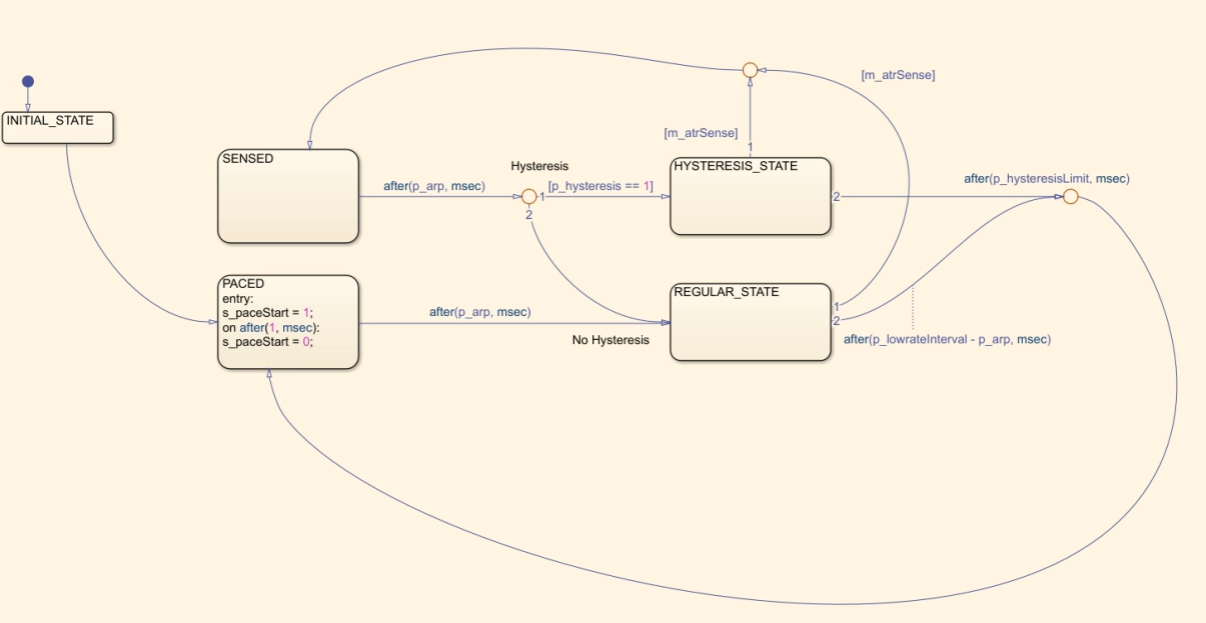 [m_atrSense]
INITIAL_STATE
[m_atrSense]
1
SENSED
Hysteresis
HYSTERESIS_STATE
after(p_arp, msec)
1
[p_hysteresis == 1]
2
2
after(p_hysteresisLimit, msec)
PACED
entry:
s_paceStart = 1;
on after(1, msec):
s_paceStart = 0;
after(p_arp, msec)
REGULAR_STATE
1
2
No Hysteresis
after(p_lowrateInterval - p_arp, msec)